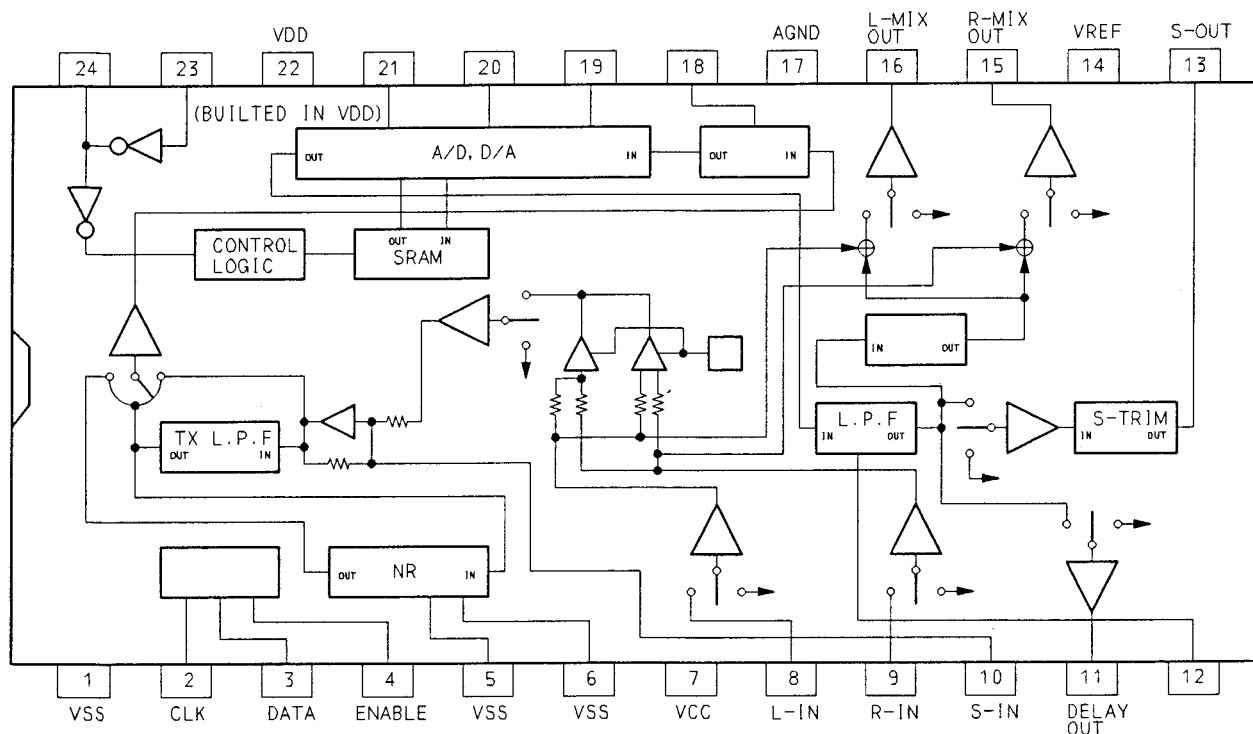 L-MIX R-MIX
VDD AGND OUT OUT VREF S-OUT
24 23 22 21 20 19 18 17 16 15 14 13
(BUILTED IN VDD)
OUT A/D, D/A IN OUT IN
OUT IN
CONTROL
LOGIC
SRAM
IN OUT
TX L.P.F
OUT IN
L.P.F
IN OUT
S-TRIM
IN OUT
OUT NR IN
1 2 3 4 5 6 7 8 9 10 11 12
VSS CLK DATA ENABLE VSS VSS VCC L-IN R-IN S-IN DELAY
OUT